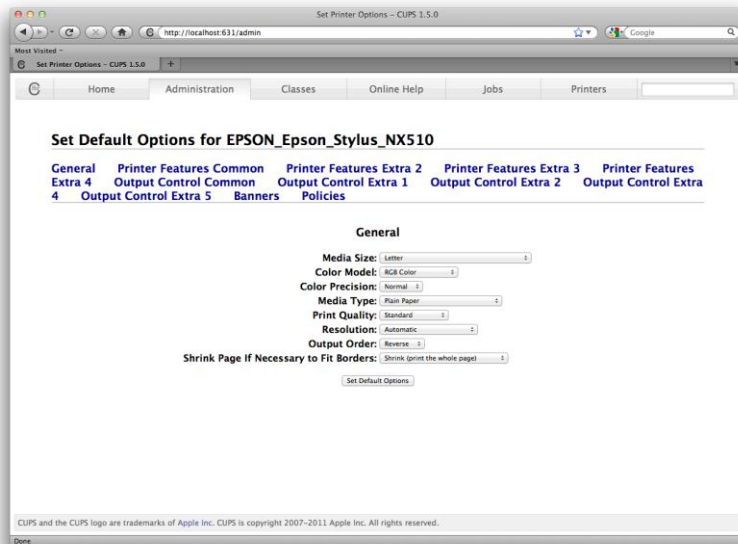 Set Printer Options – CUPS 1.5.0
http://localhost:631/admin
Google
Most Visited
Set Printer Options – CUPS 1.5.0 +
Home Administration Classes Online Help Jobs Printers
Set Default Options for EPSON_Epson_Stylus_NX510
General Printer Features Common Printer Features Extra 2 Printer Features Extra 3 Printer Features
Extra 4 Output Control Common Output Control Extra 1 Output Control Extra 2 Output Control Extra
4 Output Control Extra 5 Banners Policies
General
Media Size: Letter
Color Model: RGB Color
Color Precision: Normal
Media Type: Plain Paper
Print Quality: Standard
Resolution: Automatic
Output Order: Reverse
Shrink Page If Necessary to Fit Borders: Shrink (print the whole page)
Set Default Options
CUPS and the CUPS logo are trademarks of Apple Inc. CUPS is copyright 2007-2011 Apple Inc. All rights reserved.
Done